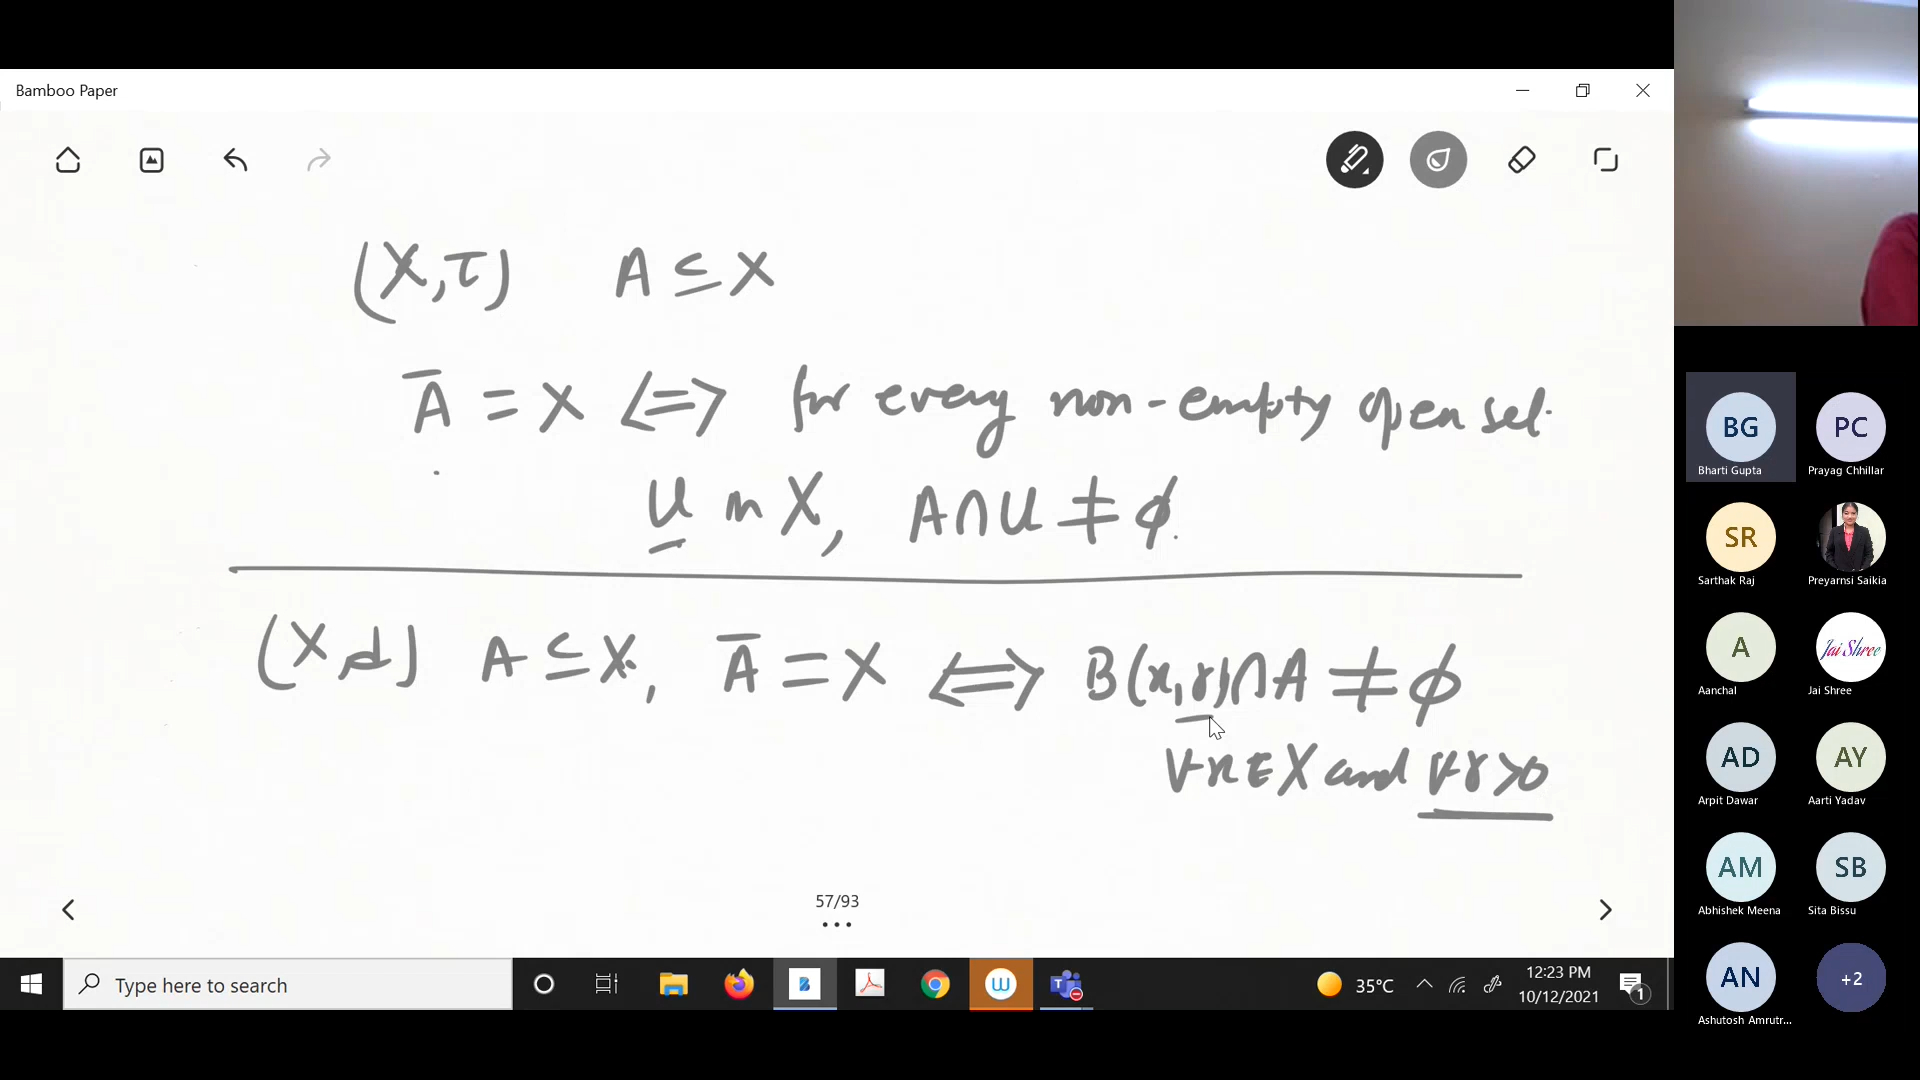 Bamboo Paper
(X,τ) A ⊆ X
A̅ = X <=> for every non-empty open set
U in X, A∩U ≠ ϕ.
(X,d) A ⊆ X, A̅ = X <=> B(x,r)∩A ≠ ϕ
∀x∈X and ∀r>0
57/93
Type here to search
35°C
12:23 PM
10/12/2021
1
BG
Bharti Gupta
PC
Prayag Chhillar
SR
Sarthak Raj
Preyarnsi Saikia
A
Aanchal
Jai Shree
Jai Shree
AD
Arpit Dawar
AY
Aarti Yadav
AM
Abhishek Meena
SB
Sita Bissu
AN
Ashutosh Amrutr...
+2